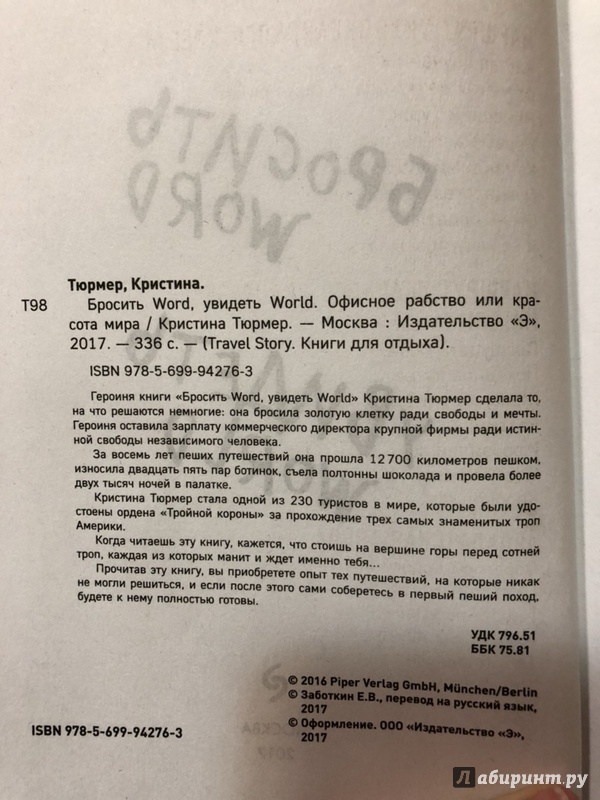 Тюрмер, Кристина.
Т98 Бросить Word, увидеть World. Офисное рабство или кра-
сота мира / Кристина Тюрмер. — Москва : Издательство «Э»,
2017. — 336 с. — (Travel Story. Книги для отдыха).
ISBN 978-5-699-94276-3
Героиня книги «Бросить Word, увидеть World» Кристина Тюрмер сделала то,
на что решаются немногие: она бросила золотую клетку ради свободы и мечты.
Героиня оставила зарплату коммерческого директора крупной фирмы ради истин-
ной свободы независимого человека.
За восемь лет пеших путешествий она прошла 12 700 километров пешком,
износила двадцать пять пар ботинок, съела полтонны шоколада и провела более
двух тысяч ночей в палатке.
Кристина Тюрмер стала одной из 230 туристов в мире, которые были удо-
стоены ордена «Тройной короны» за прохождение трех самых знаменитых троп
Америки.
Когда читаешь эту книгу, кажется, что стоишь на вершине горы перед сотней
троп, каждая из которых манит и ждет именно тебя...
Прочитав эту книгу, вы приобретете опыт тех путешествий, на которые никак
не могли решиться, и если после этого сами соберетесь в первый пеший поход,
будете к нему полностью готовы.
УДК 796.51
ББК 75.81
© 2016 Piper Verlag GmbH, München/Berlin
© Заботкин Е.В., перевод на русский язык,
2017
© Оформление. ООО «Издательство «Э»,
2017
ISBN 978-5-699-94276-3
БРОСИТЬ
WORD
МОСКВА
2017
Лабиринт.ру